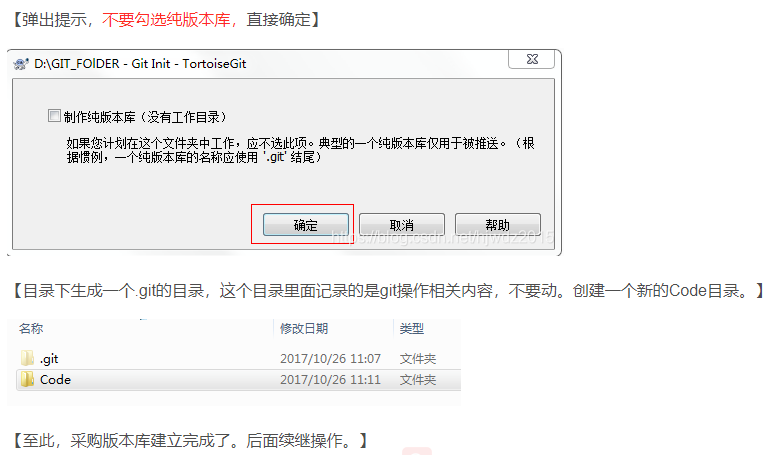 【弹出提示，不要勾选纯版本库，直接确定】
D:\GIT_FOlDER - Git Init - TortoiseGit
制作纯版本库（没有工作目录）
如果您计划在这个文件夹中工作，应不选此项。典型的一个纯版本库仅用于被推送。（根
据惯例，一个纯版本库的名称应使用 '.git' 结尾）
确定 取消 帮助
https://blog.csdn.net/hjwdz2015
【目录下生成一个.git的目录，这个目录里面记录的是git操作相关内容，不要动。创建一个新的Code目录。】
名称 修改日期 类型
.git 2017/10/26 11:07 文件夹
Code 2017/10/26 11:11 文件夹
【至此，采购版本库建立完成了。后面续继操作。】